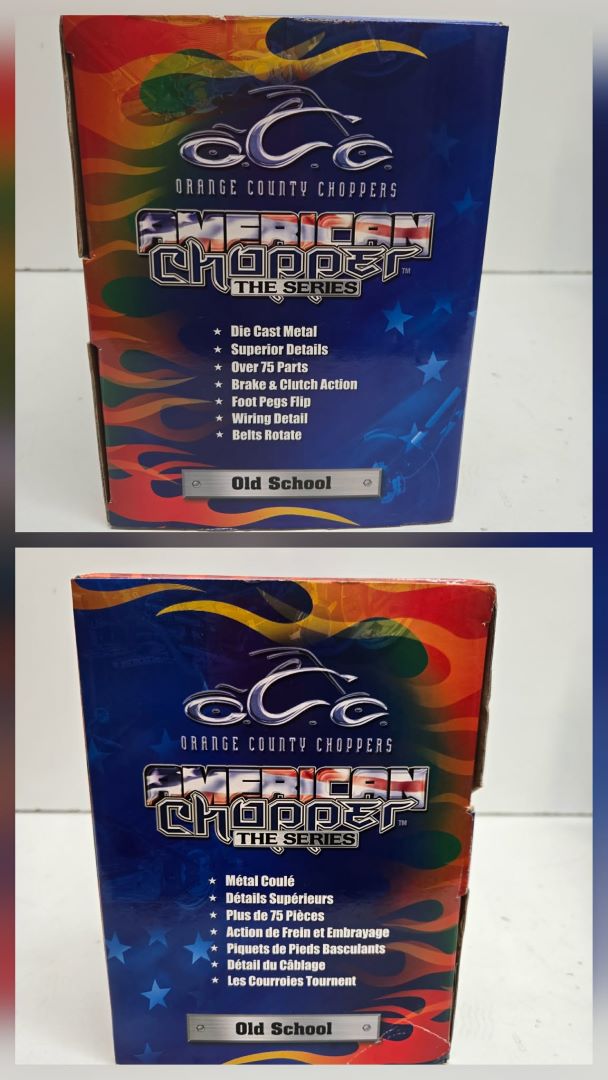 O.C.C.
ORANGE COUNTY CHOPPERS
AMERICAN
Chopper™
THE SERIES
★ Die Cast Metal
★ Superior Details
★ Over 75 Parts
★ Brake & Clutch Action
★ Foot Pegs Flip
★ Wiring Detail
★ Belts Rotate
Old School
O.C.C.
ORANGE COUNTY CHOPPERS
AMERICAN
Chopper™
THE SERIES
★ Métal Coulé
★ Détails Supérieurs
★ Plus de 75 Pièces
★ Action de Frein et Embrayage
★ Piquets de Pieds Basculants
★ Détail du Câblage
★ Les Courroies Tournent
Old School